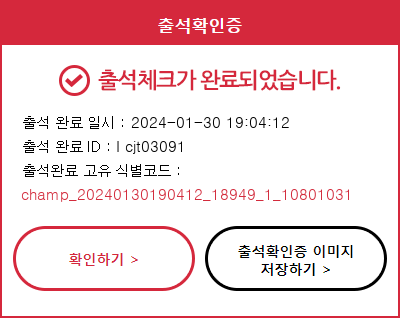 출석확인증
출석체크가 완료되었습니다.
출석 완료 일시 : 2024-01-30 19:04:12
출석 완료 ID : l cjt03091
출석완료 고유 식별코드 :
champ_20240130190412_18949_1_10801031
확인하기 >
출석확인증 이미지
저장하기 >